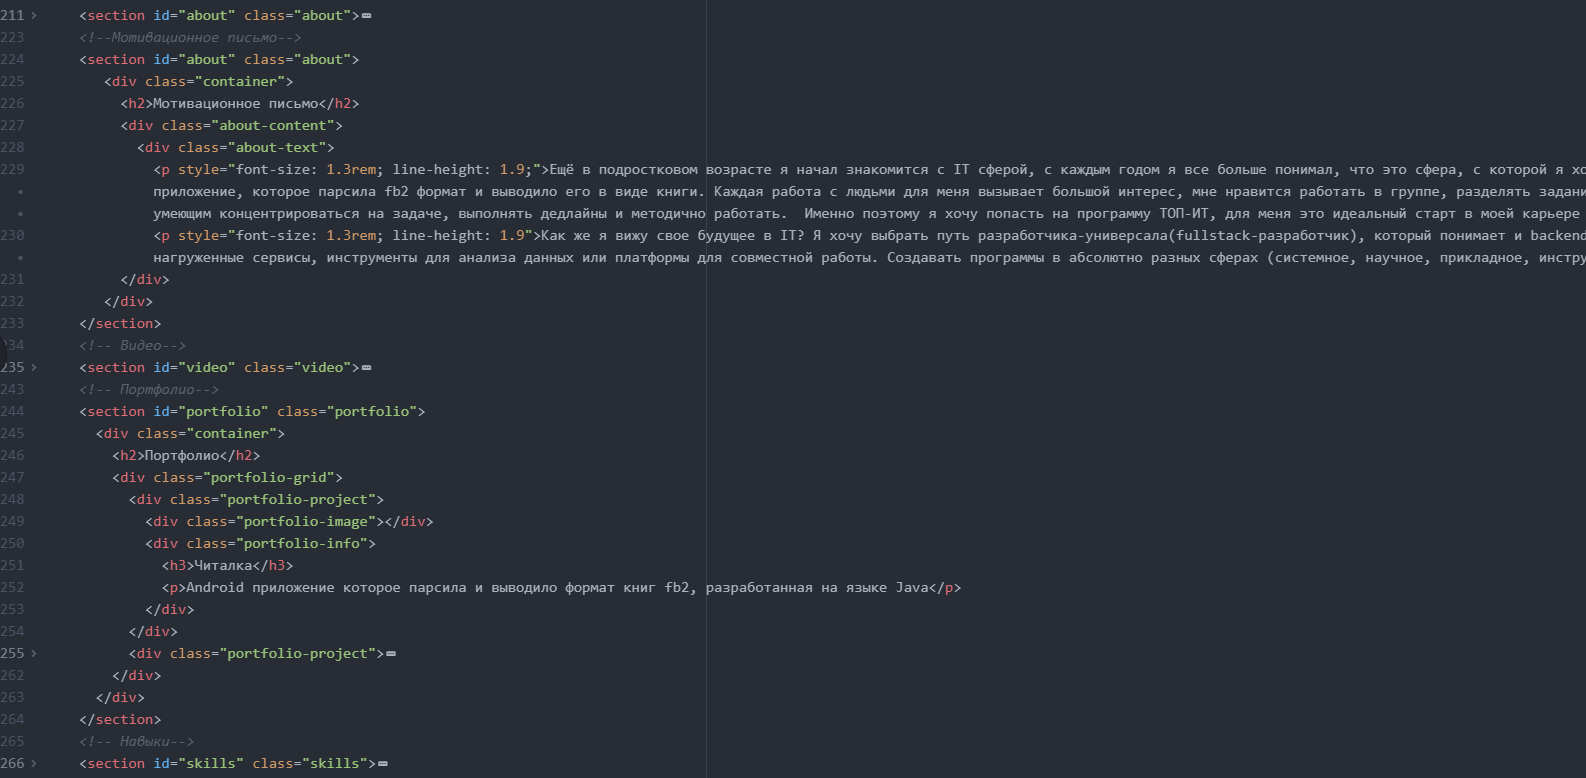 211 <section id="about" class="about">
223 <!--Мотивационное письмо-->
224 <section id="about" class="about">
225 <div class="container">
226 <h2>Мотивационное письмо</h2>
227 <div class="about-content">
228 <div class="about-text">
229 <p style="font-size: 1.3rem; line-height: 1.9;">Ещё в подростковом возрасте я начал знакомится с IT сферой, с каждым годом я все больше понимал, что это сфера, с которой я хо
приложение, которое парсила fb2 формат и выводило его в виде книги. Каждая работа с людьми для меня вызывает большой интерес, мне нравится работать в группе, разделять задани
умеющим концентрироваться на задаче, выполнять дедлайны и методично работать.  Именно поэтому я хочу попасть на программу ТОП-ИТ, для меня это идеальный старт в моей карьере
230 <p style="font-size: 1.3rem; line-height: 1.9">Как же я вижу свое будущее в IT? Я хочу выбрать путь разработчика-универсала(fullstack-разработчик), который понимает и backend
нагруженные сервисы, инструменты для анализа данных или платформы для совместной работы. Создавать программы в абсолютно разных сферах (системное, научное, прикладное, инстру
231 </div>
232 </div>
233 </section>
234 <!-- Видео-->
235 <section id="video" class="video">
243 <!-- Портфолио-->
244 <section id="portfolio" class="portfolio">
245 <div class="container">
246 <h2>Портфолио</h2>
247 <div class="portfolio-grid">
248 <div class="portfolio-project">
249 <div class="portfolio-image"></div>
250 <div class="portfolio-info">
251 <h3>Читалка</h3>
252 <p>Android приложение которое парсила и выводило формат книг fb2, разработанная на языке Java</p>
253 </div>
254 </div>
255 <div class="portfolio-project">
262 </div>
263 </div>
264 </section>
265 <!-- Навыки-->
266 <section id="skills" class="skills">